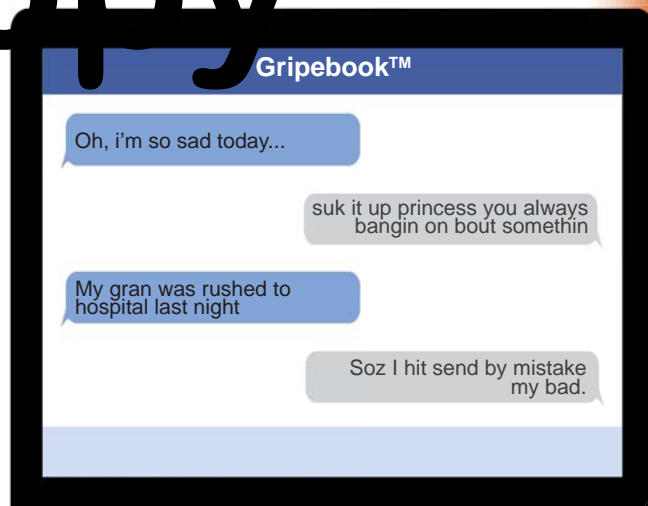 Gripebook™
Oh, i'm so sad today...
suk it up princess you always
bangin on bout somethin
My gran was rushed to
hospital last night
Soz I hit send by mistake
my bad.